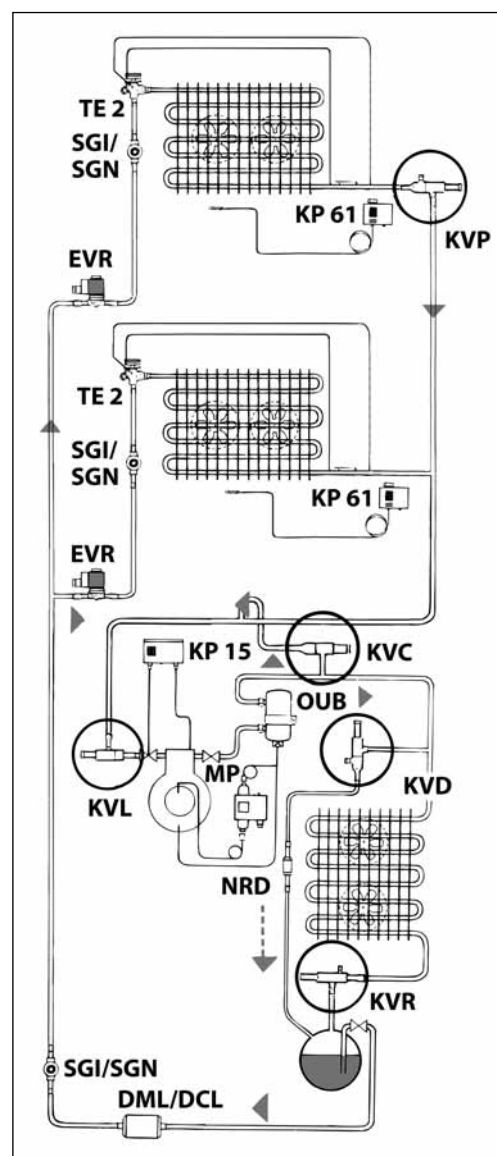 TE 2
SGI/
SGN
KP 61
KVP
EVR
TE 2
SGI/
SGN
KP 61
EVR
KP 15
KVC
OUB
MP
KVL
KVD
NRD
KVR
SGI/SGN
DML/DCL